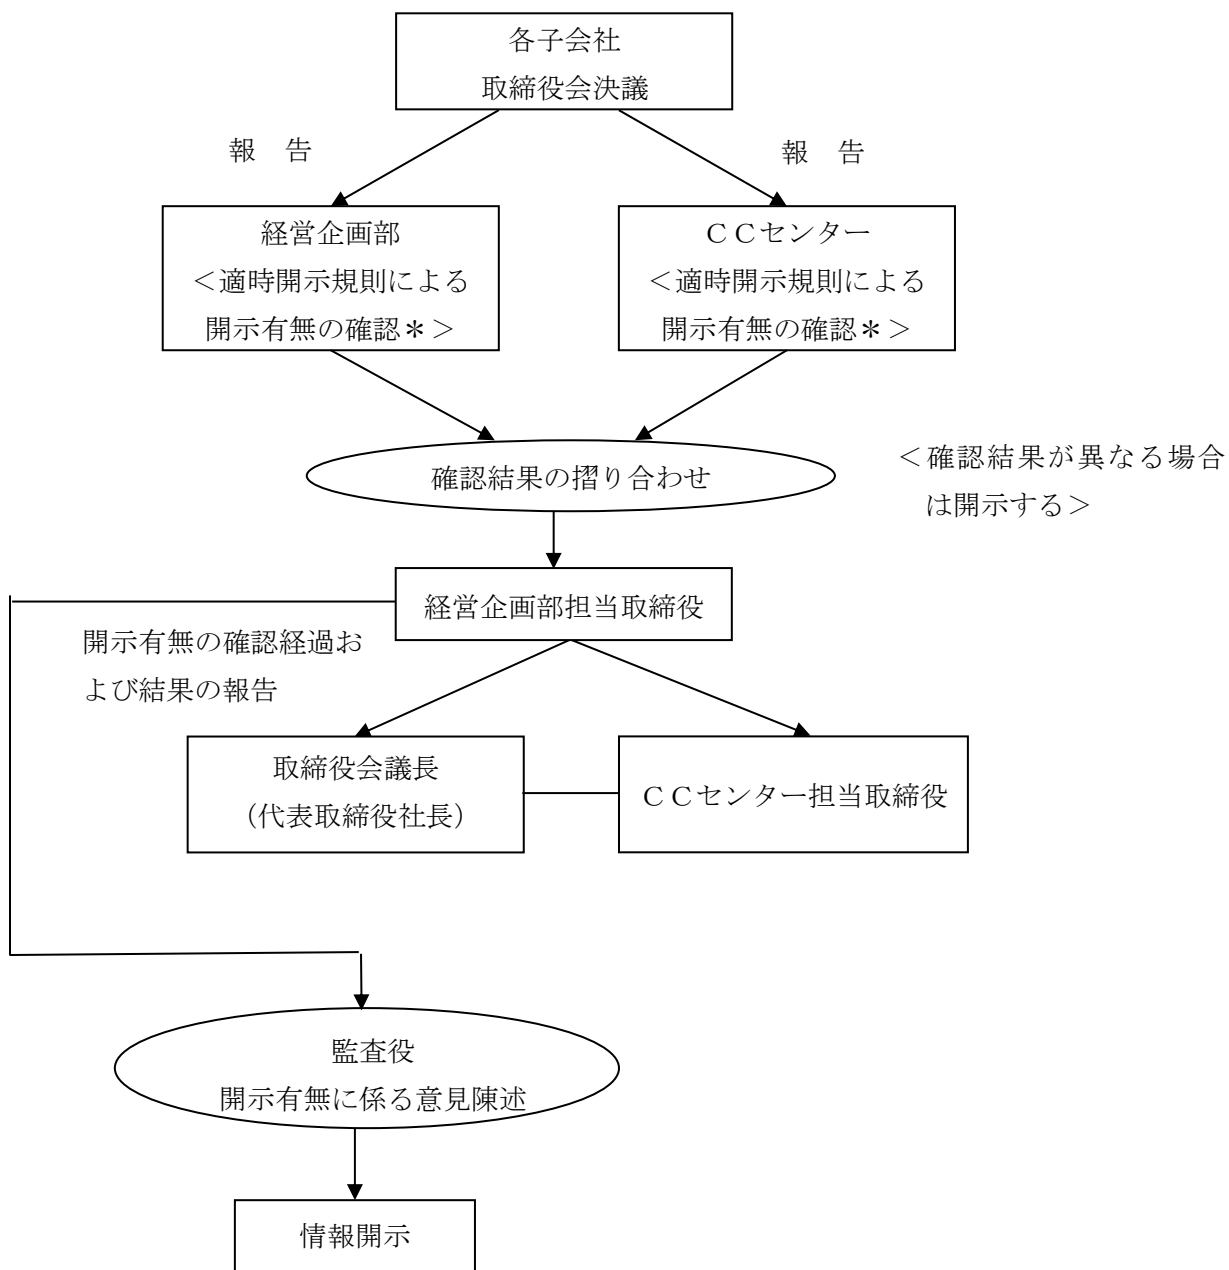 各子会社
取締役会決議
報　告
報　告
経営企画部
＜適時開示規則による
開示有無の確認＊＞
ＣＣセンター
＜適時開示規則による
開示有無の確認＊＞
確認結果の摺り合わせ
＜確認結果が異なる場合
は開示する＞
経営企画部担当取締役
開示有無の確認経過お
よび結果の報告
取締役会議長
（代表取締役社長）
ＣＣセンター担当取締役
監査役
開示有無に係る意見陳述
情報開示